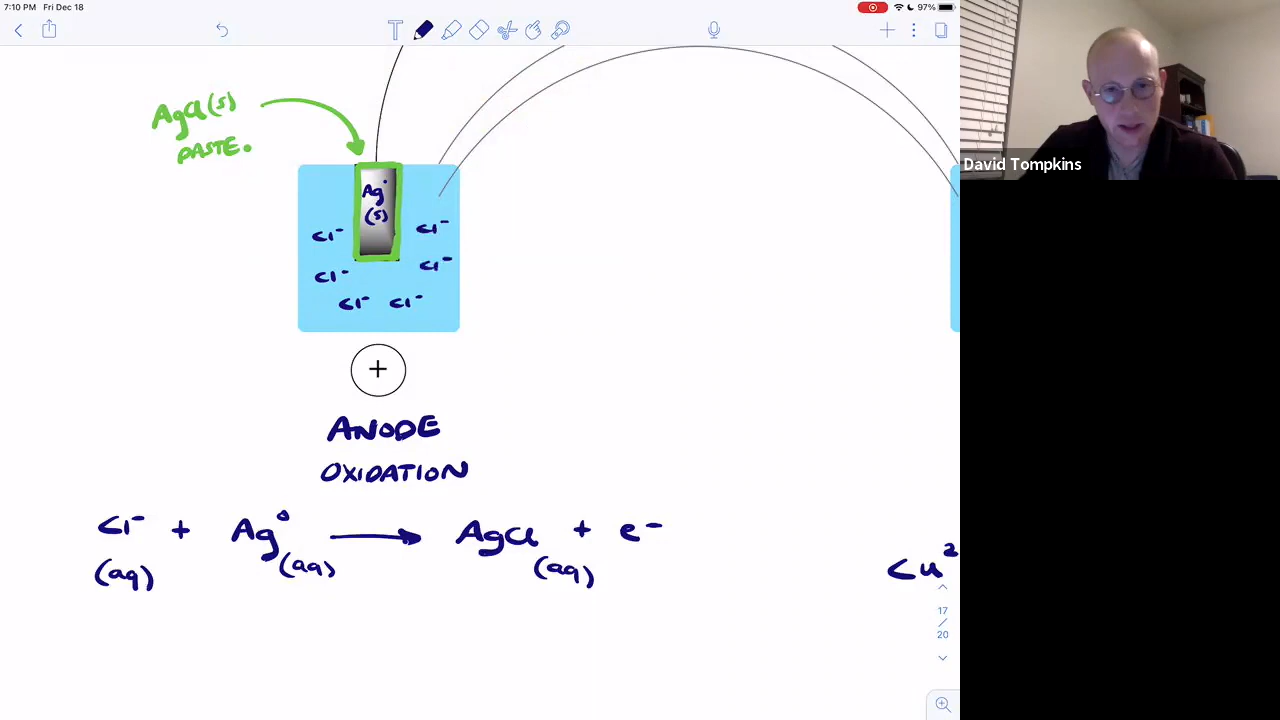 7:10 PM Fri Dec 18
97%
T
AgCl(s)
PASTE.
Ag°
(s)
Cl⁻ Cl⁻
Cl⁻ Cl⁻
Cl⁻ Cl⁻
+
ANODE
OXIDATION
Cl⁻ + Ag° → AgCl + e⁻
(aq) (aq) (aq)
Cu²
17
/
20
David Tompkins